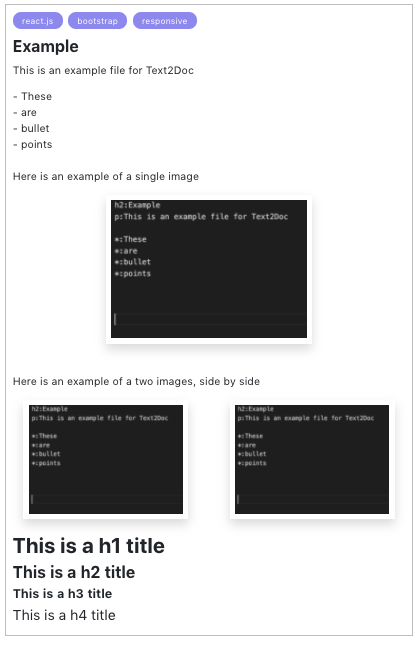 react.js bootstrap responsive
Example
This is an example file for Text2Doc
- These
- are
- bullet
- points
Here is an example of a single image
h2:Example
p:This is an example file for Text2Doc
*:These
*:are
*:bullet
*:points
Here is an example of a two images, side by side
h2:Example
p:This is an example file for Text2Doc
*:These
*:are
*:bullet
*:points
h2:Example
p:This is an example file for Text2Doc
*:These
*:are
*:bullet
*:points
This is a h1 title
This is a h2 title
This is a h3 title
This is a h4 title